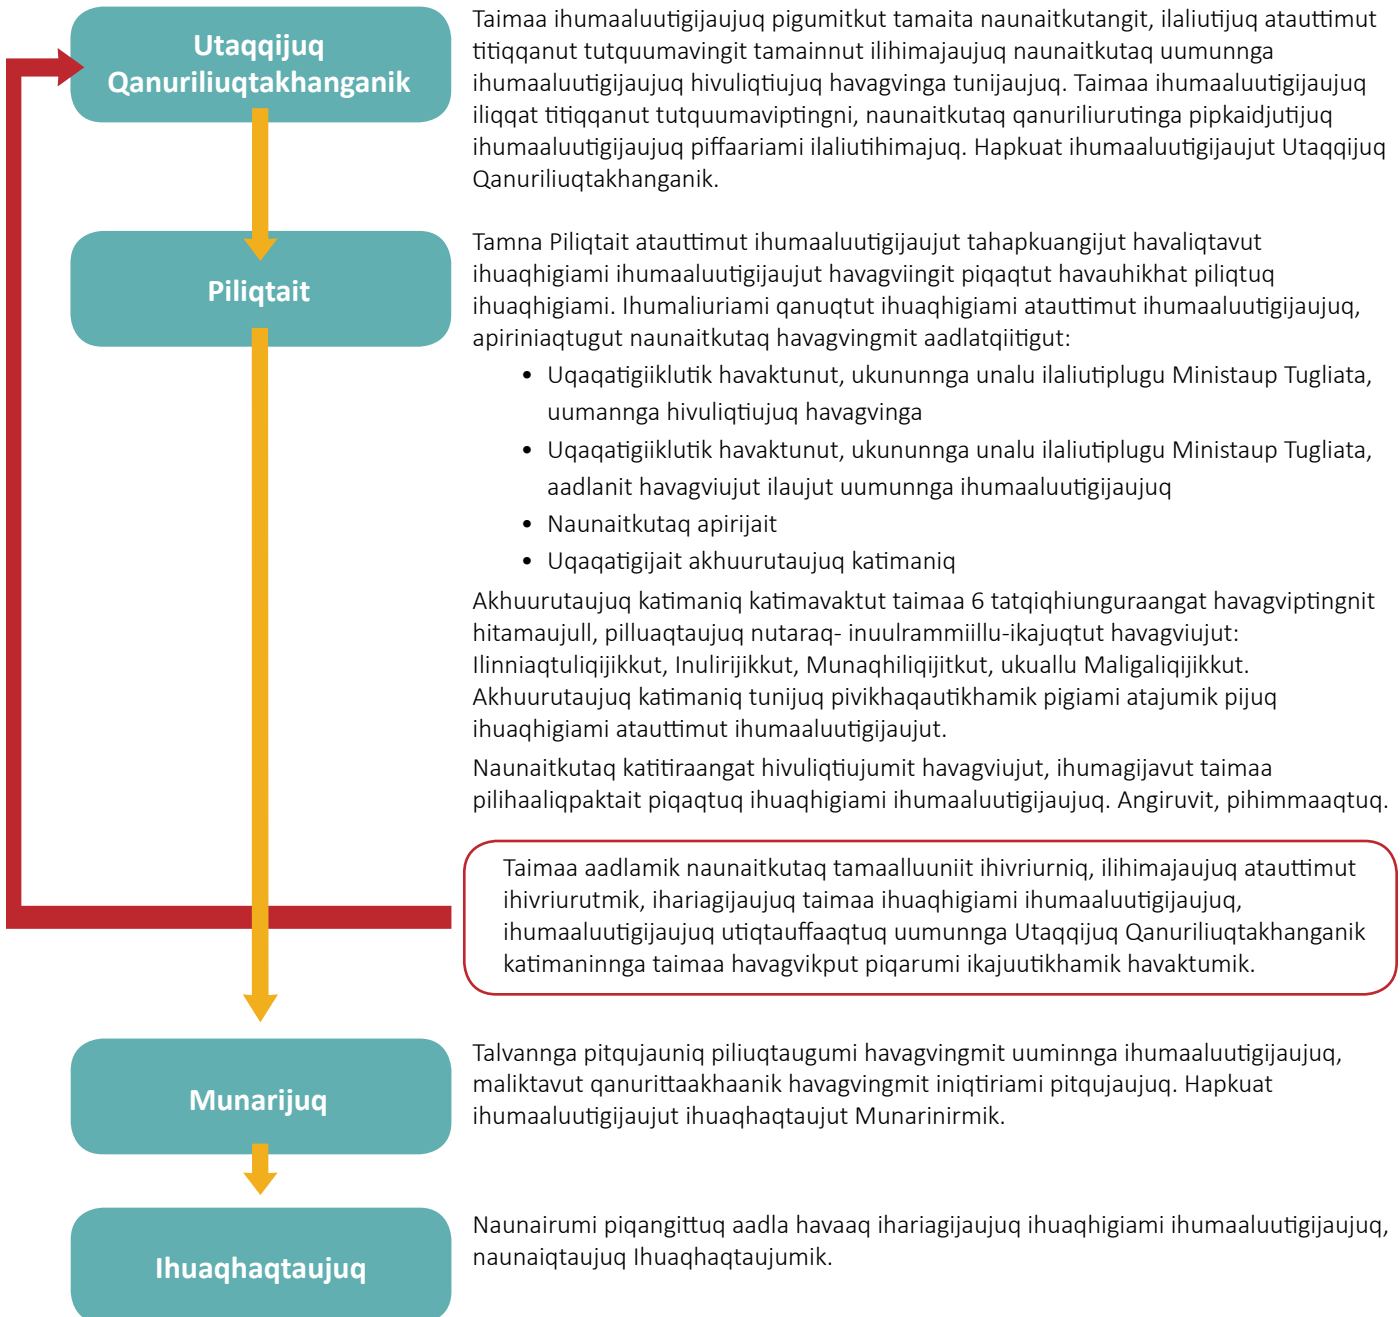 Utaqqijuq
Qanuriliuqtakhanganik
Taimaa ihumaaluutigijaujuq pigumitkut tamaita naunaitkutangit, ilaliutijuq atauttimut
titiqqanut tutquumavingit tamainnut ilihimajaujuq naunaitkutaq uumunnga
ihumaaluutigijaujuq hivuliqtiujuq havagvinga tunijaujuq. Taimaa ihumaaluutigijaujuq
iliqqat titiqqanut tutquumaviptingni, naunaitkutaq qanuriliurutinga pipkaidjutijuq
ihumaaluutigijaujuq piffaariami ilaliutihimajuq. Hapkuat ihumaaluutigijaujut Utaqqijuq
Qanuriliuqtakhanganik.
Piliqtait
Tamna Piliqtait atauttimut ihumaaluutigijaujut tahapkuangijut havaliqtavut
ihuaqhigiami ihumaaluutigijaujut havagviingit piqaqtut havauhikhat piliqtuq
ihuaqhigiami. Ihumaliuriami qanuqtut ihuaqhigiami atauttimut ihumaaluutigijaujuq,
apiriniaqtugut naunaitkutaq havagvingmit aadlatqiitigut:
• Uqaqatigiiklutik havaktunut, ukununnga unalu ilaliutiplugu Ministaup Tugliata,
uumannga hivuliqtiujuq havagvinga
• Uqaqatigiiklutik havaktunut, ukununnga unalu ilaliutiplugu Ministaup Tugliata,
aadlanit havagviujut ilaujut uumunnga ihumaaluutigijaujuq
• Naunaitkutaq apirijait
• Uqaqatigijait akhuurutaujuq katimaniq
Akhuurutaujuq katimaniq katimavaktut taimaa 6 tatqiqhiunguraangat havagviptingnit
hitamaujull, pilluaqtaujuq nutaraq- inuulrammiillu-ikajuqtut havagviujut:
Ilinniaqtuliqijikkut, Inulirijikkut, Munaqhiliqijitkut, ukuallu Maligaliqijikkut.
Akhuurutaujuq katimaniq tunijuq pivikhaqautikhamik pigiami atajumik pijuq
ihuaqhigiami atauttimut ihumaaluutigijaujut.
Naunaitkutaq katitiraangat hivuliqtiujumit havagviujut, ihumagijavut taimaa
pilihaaliqpaktait piqaqtuq ihuaqhigiami ihumaaluutigijaujuq. Angiruvit, pihimmaaqtuq.
Taimaa aadlamik naunaitkutaq tamaalluuniit ihivriurniq, ilihimajaujuq atauttimut
ihivriurutmik, ihariagijaujuq taimaa ihuaqhigiami ihumaaluutigijaujuq,
ihumaaluutigijaujuq utiqtauffaaqtuq uumunnga Utaqqijuq Qanuriliuqtakhanganik
katimaninnga taimaa havagvikput piqarumi ikajuutikhamik havaktumik.
Munarijuq
Talvannga pitqujauniq piliuqtaugumi havagvingmit uuminnga ihumaaluutigijaujuq,
maliktavut qanurittaakhaanik havagvingmit iniqtiriami pitqujaujuq. Hapkuat
ihumaaluutigijaujut ihuaqhaqtaujut Munarinirmik.
Ihuaqhaqtaujuq
Naunairumi piqangittuq aadla havaaq ihariagijaujuq ihuaqhigiami ihumaaluutigijaujuq,
naunaiqtaujuq Ihuaqhaqtaujumik.